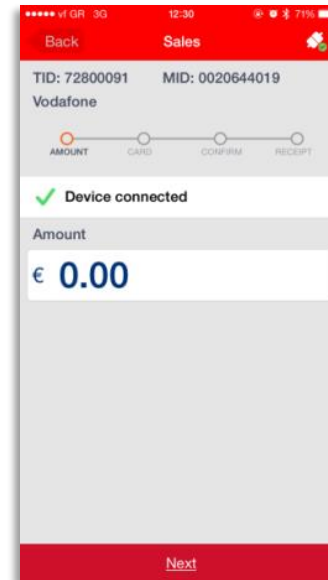 vf GR 3G 12:30 71%
Back Sales
TID: 72800091 MID: 0020644019
Vodafone
AMOUNT CARD CONFIRM RECEIPT
Device connected
Amount
€ 0.00
Next